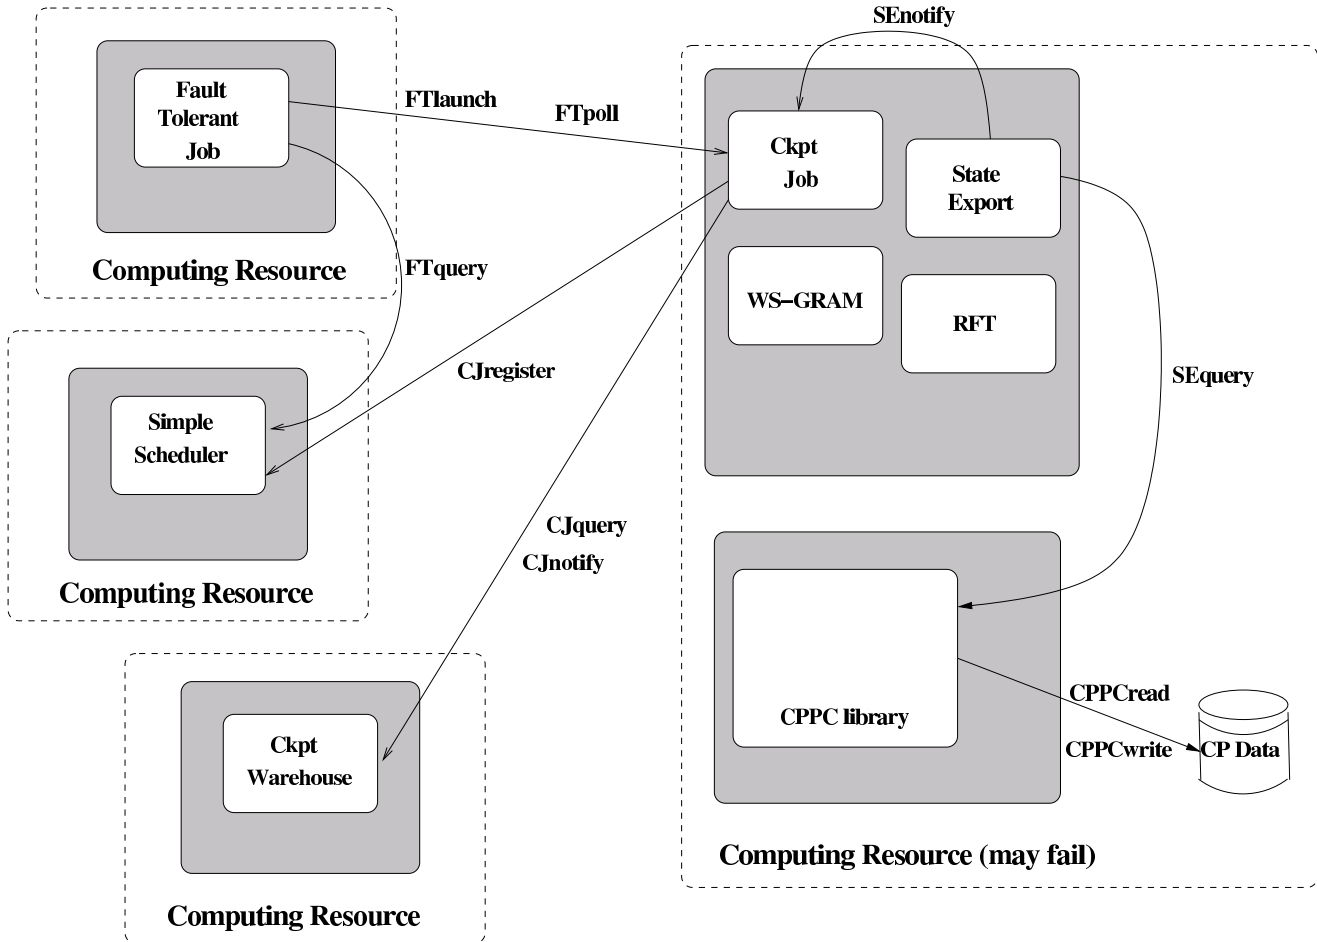 SEnotify
Fault
Tolerant
Job
FTlaunch
FTpoll
Ckpt
Job
State
Export
Computing Resource
FTquery
WS–GRAM
RFT
CJregister
SEquery
Simple
Scheduler
CJquery
CJnotify
Computing Resource
CPPCread
CPPC library
CPPCwrite
CP Data
Ckpt
Warehouse
Computing Resource (may fail)
Computing Resource